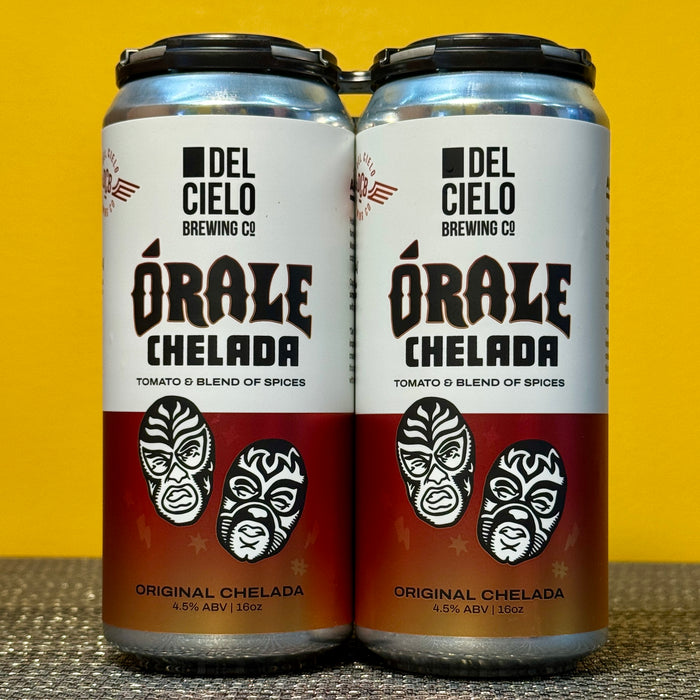 DEL
CIELO
BREWING Cº
ÓRALE
CHELADA
TOMATO & BLEND OF SPICES
ORIGINAL CHELADA
4.5% ABV | 16oz
DEL
CIELO
BREWING Cº
ÓRALE
CHELADA
TOMATO & BLEND OF SPICES
ORIGINAL CHELADA
4.5% ABV | 16oz